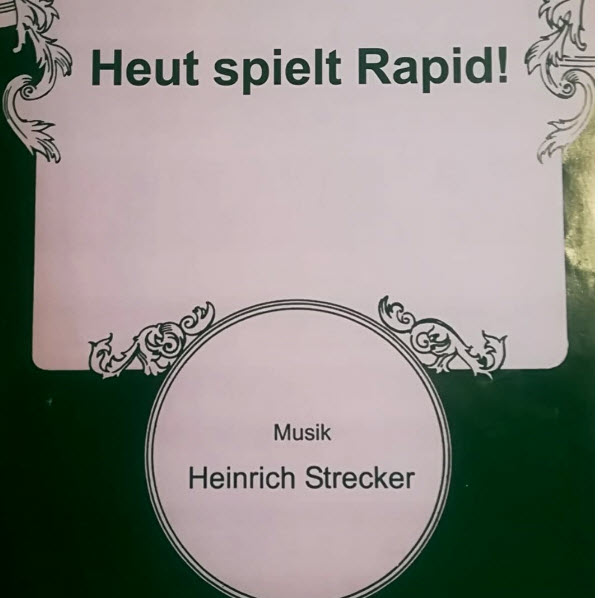 Heut spielt Rapid!
Musik
Heinrich Strecker